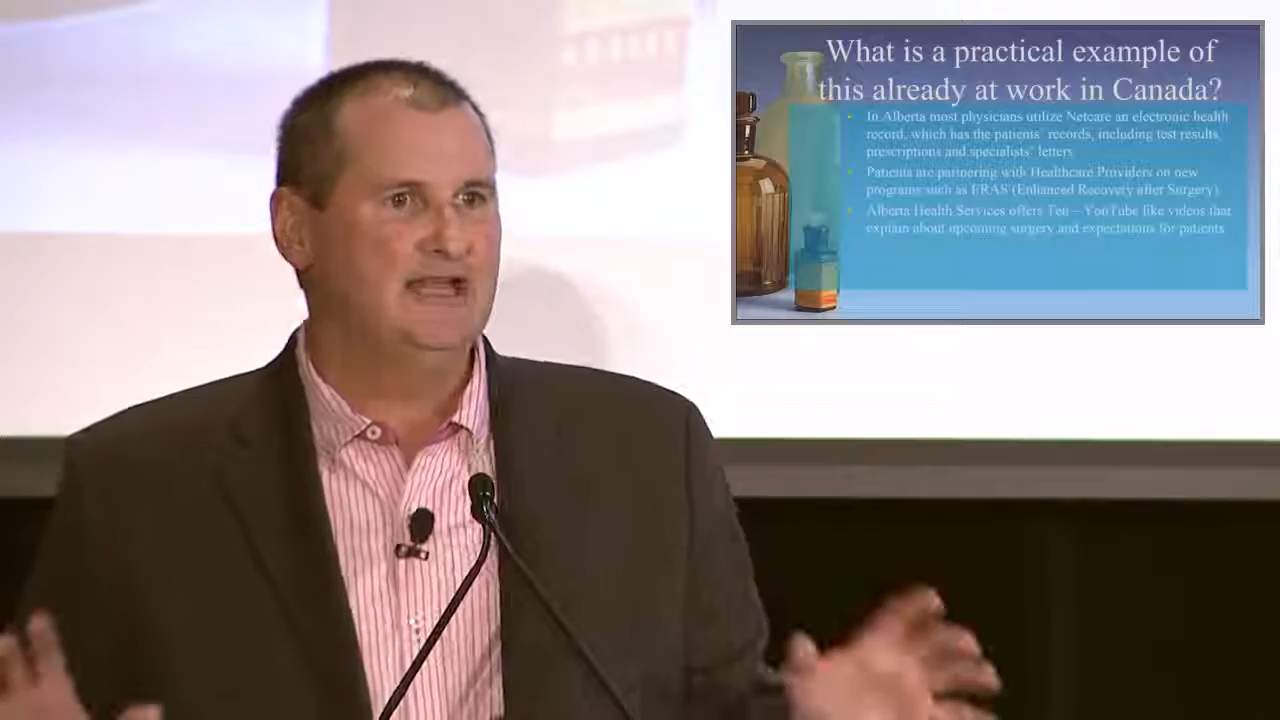 What is a practical example of
this already at work in Canada?
In Alberta most physicians utilize Netcare an electronic health
record, which has the patients' records, including test results,
prescriptions and specialists' letters
Patients are partnering with Healthcare Providers on new
programs such as ERAS (Enhanced Recovery after Surgery)
Alberta Health Services offers Ten – YouTube like videos that
explain about upcoming surgery and expectations for patients